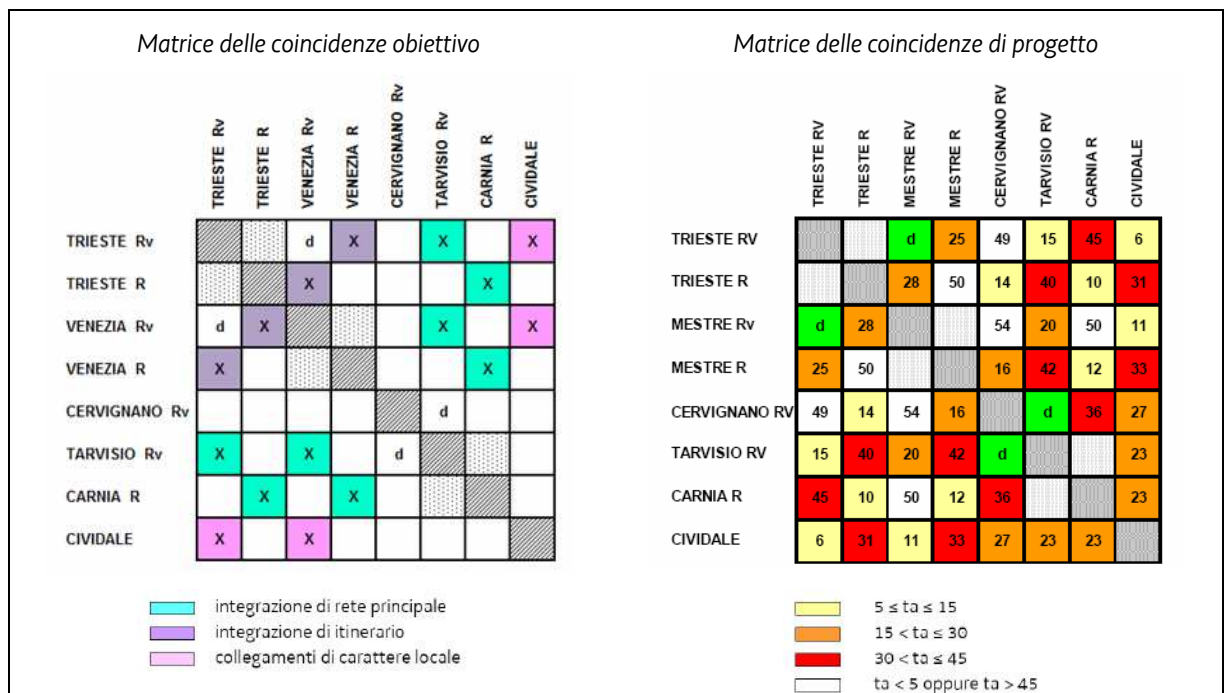 Matrice delle coincidenze obiettivo
TRIESTE Rv TRIESTE R VENEZIA Rv VENEZIA R CERVIGNANO Rv TARVISIO Rv CARNIA R CIVIDALE
TRIESTE Rv d X X X
TRIESTE R X X
VENEZIA Rv d X X X
VENEZIA R X X
CERVIGNANO Rv d
TARVISIO Rv X X d
CARNIA R X X
CIVIDALE X X
integrazione di rete principale
integrazione di itinerario
collegamenti di carattere locale
Matrice delle coincidenze di progetto
TRIESTE RV TRIESTE R MESTRE RV MESTRE R CERVIGNANO RV TARVISIO RV CARNIA R CIVIDALE
TRIESTE RV d 25 49 15 45 6
TRIESTE R 28 50 14 40 10 31
MESTRE Rv d 28 54 20 50 11
MESTRE R 25 50 16 42 12 33
CERVIGNANO RV 49 14 54 16 d 36 27
TARVISIO RV 15 40 20 42 d 23
CARNIA R 45 10 50 12 36 23
CIVIDALE 6 31 11 33 27 23 23
5 ≤ ta ≤ 15
15 < ta ≤ 30
30 < ta ≤ 45
ta < 5 oppure ta > 45